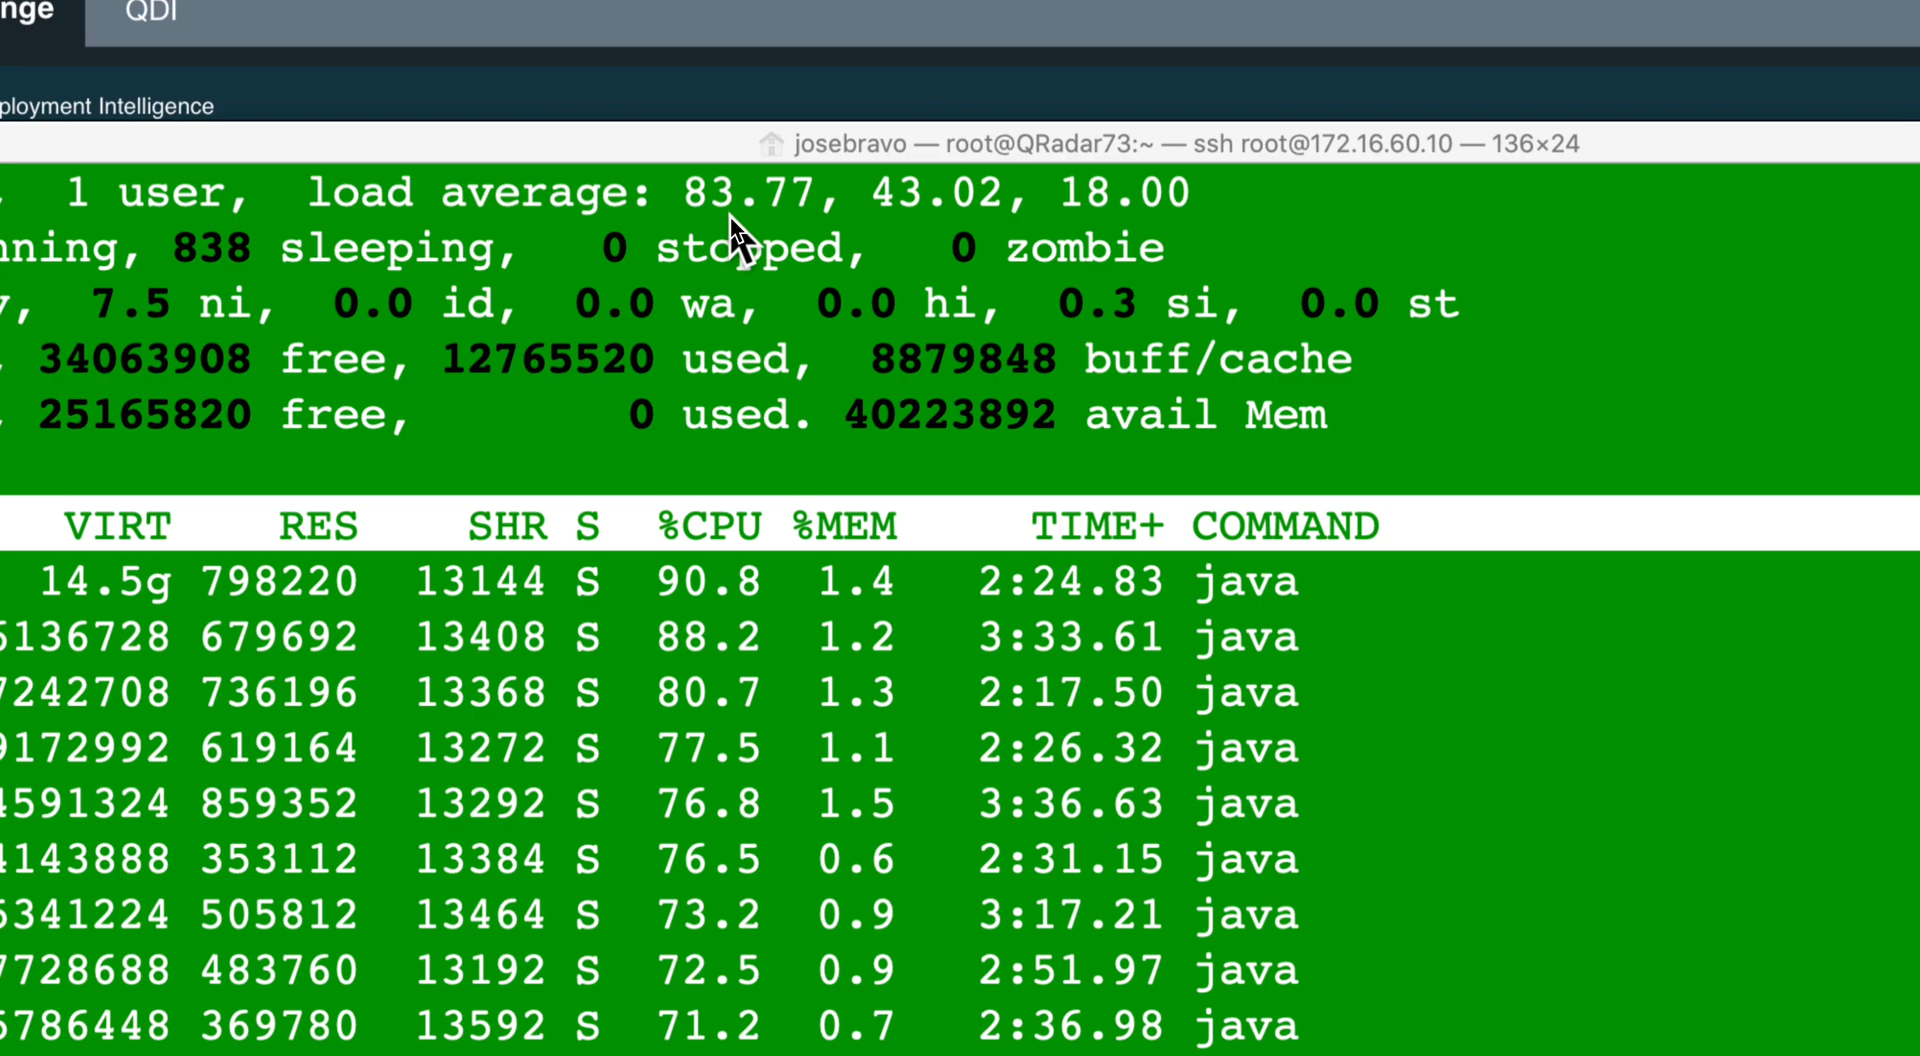 nge QDI
ployment Intelligence
josebravo — root@QRadar73:~ — ssh root@172.16.60.10 — 136×24
, 1 user, load average: 83.77, 43.02, 18.00
nning, 838 sleeping, 0 stopped, 0 zombie
, 7.5 ni, 0.0 id, 0.0 wa, 0.0 hi, 0.3 si, 0.0 st
, 34063908 free, 12765520 used, 8879848 buff/cache
, 25165820 free, 0 used. 40223892 avail Mem
VIRT RES SHR S %CPU %MEM TIME+ COMMAND
14.5g 798220 13144 S 90.8 1.4 2:24.83 java
5136728 679692 13408 S 88.2 1.2 3:33.61 java
7242708 736196 13368 S 80.7 1.3 2:17.50 java
9172992 619164 13272 S 77.5 1.1 2:26.32 java
4591324 859352 13292 S 76.8 1.5 3:36.63 java
4143888 353112 13384 S 76.5 0.6 2:31.15 java
5341224 505812 13464 S 73.2 0.9 3:17.21 java
7728688 483760 13192 S 72.5 0.9 2:51.97 java
5786448 369780 13592 S 71.2 0.7 2:36.98 java